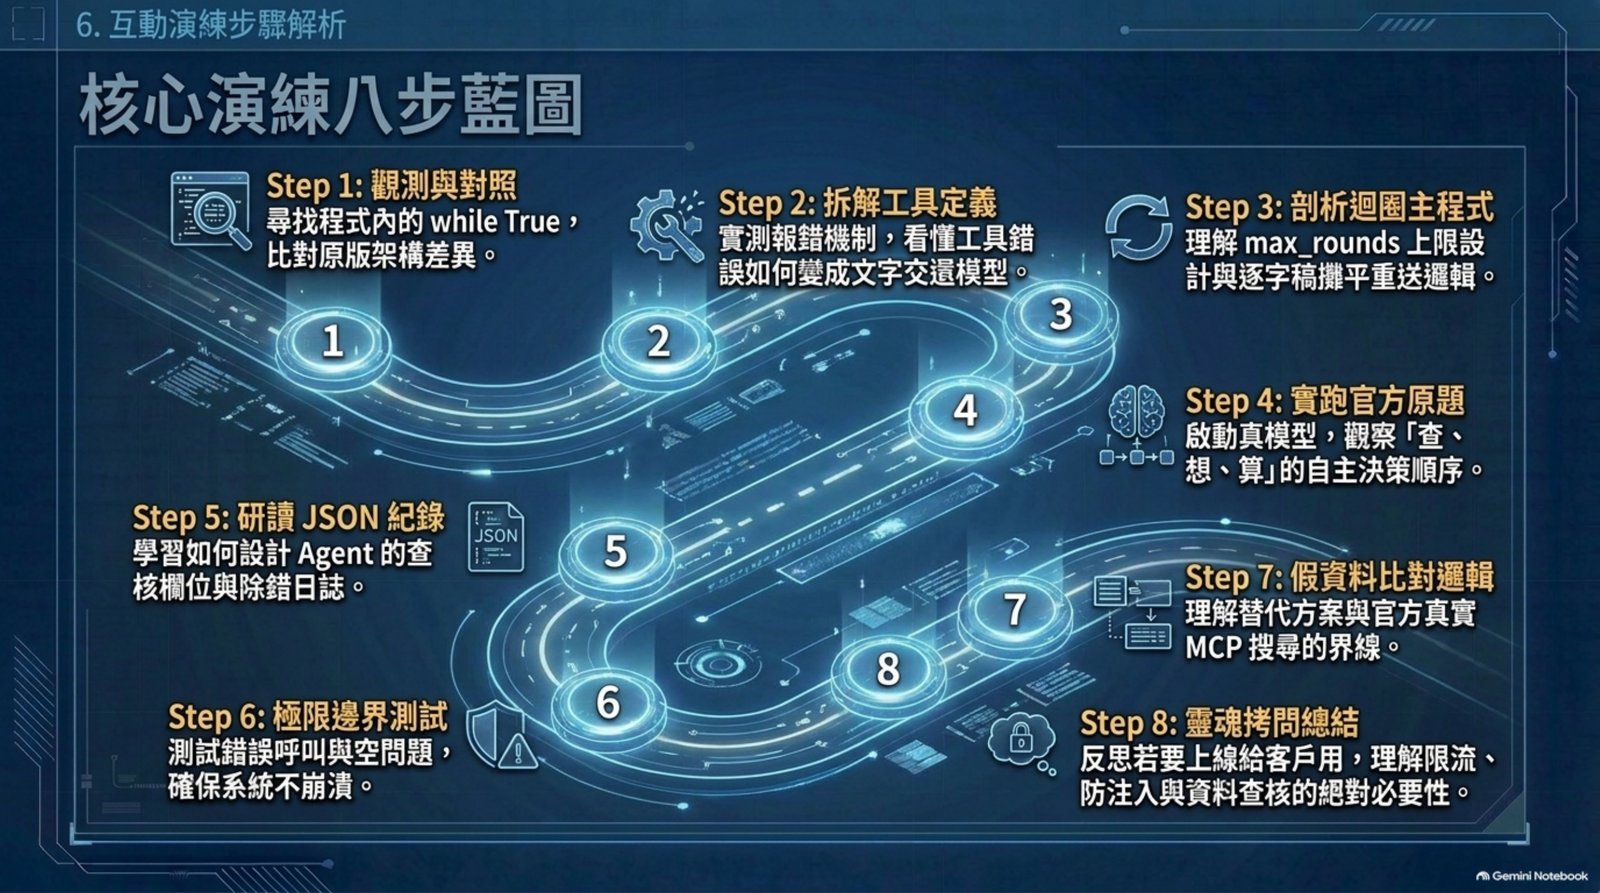 6. 互動演練步驟解析
核心演練八步藍圖
Step 1: 觀測與對照
尋找程式內的 while True，
比對原版架構差異。
Step 2: 拆解工具定義
實測報錯機制，看懂工具錯
誤如何變成文字交還模型。
Step 3: 剖析迴圈主程式
理解 max_rounds 上限設
計與逐字稿攤平重送邏輯。
Step 4: 實跑官方原題
啟動真模型，觀察「查、
想、算」的自主決策順序。
Step 5: 研讀 JSON 紀錄
學習如何設計 Agent 的查
核欄位與除錯日誌。
JSON
Step 6: 極限邊界測試
測試錯誤呼叫與空問題，
確保系統不崩潰。
Step 7: 假資料比對邏輯
理解替代方案與官方真實
MCP 搜尋的界線。
Step 8: 靈魂拷問總結
反思若要上線給客戶用，理解限流、
防注入與資料查核的絕對必要性。
1
2
3
4
5
6
7
8
Gemini Notebook